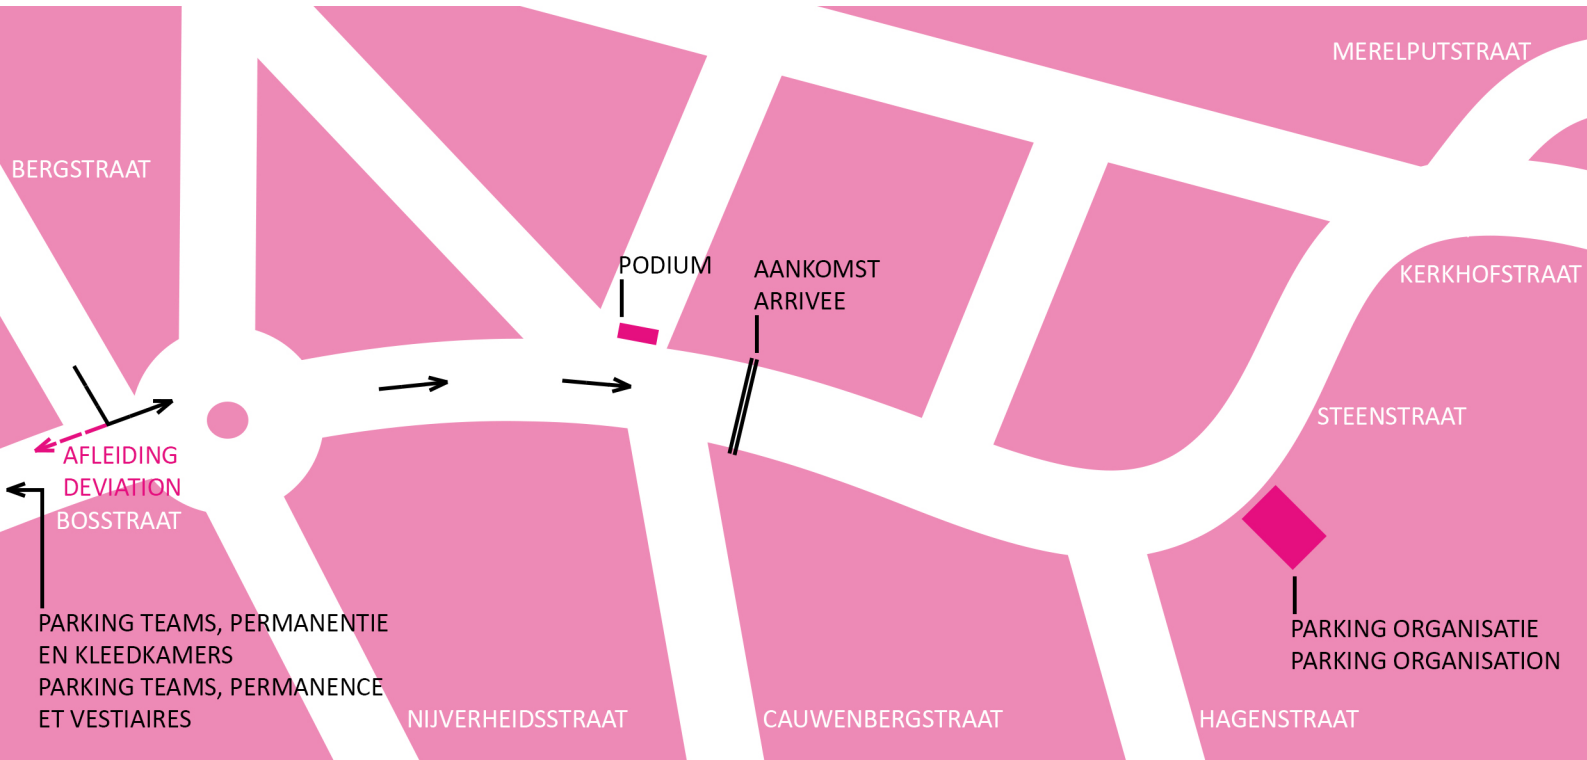 MERELPUTSTRAAT
BERGSTRAAT
PODIUM
AANKOMST
ARRIVEE
KERKHOFSTRAAT
STEENSTRAAT
AFLEIDING
DEVIATION
BOSSTRAAT
PARKING TEAMS, PERMANENTIE
EN KLEEDKAMERS
PARKING TEAMS, PERMANENCE
ET VESTIAIRES
PARKING ORGANISATIE
PARKING ORGANISATION
NIJVERHEIDSSTRAAT
CAUWENBERGSTRAAT
HAGENSTRAAT